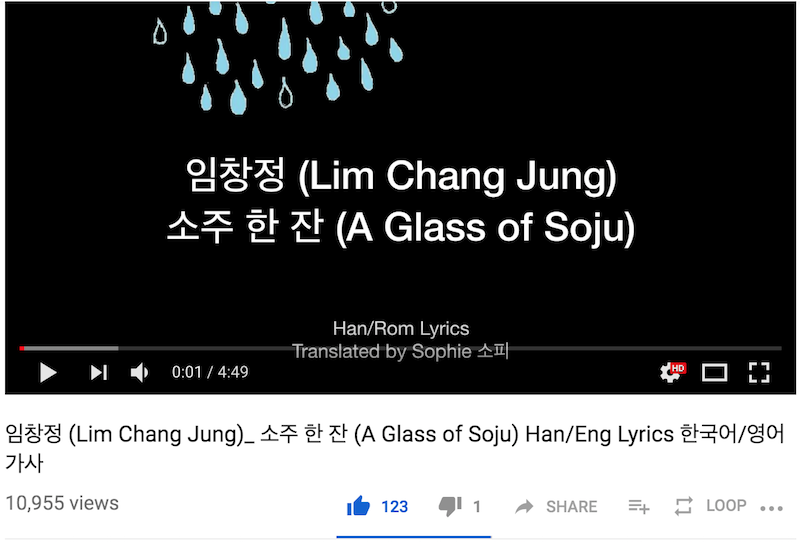 임창정 (Lim Chang Jung)
소주 한 잔 (A Glass of Soju)
Han/Rom Lyrics
Translated by Sophie 소피
0:01 / 4:49
HD
임창정 (Lim Chang Jung)_ 소주 한 잔 (A Glass of Soju) Han/Eng Lyrics 한국어/영어
가사
10,955 views
123
1
SHARE
LOOP